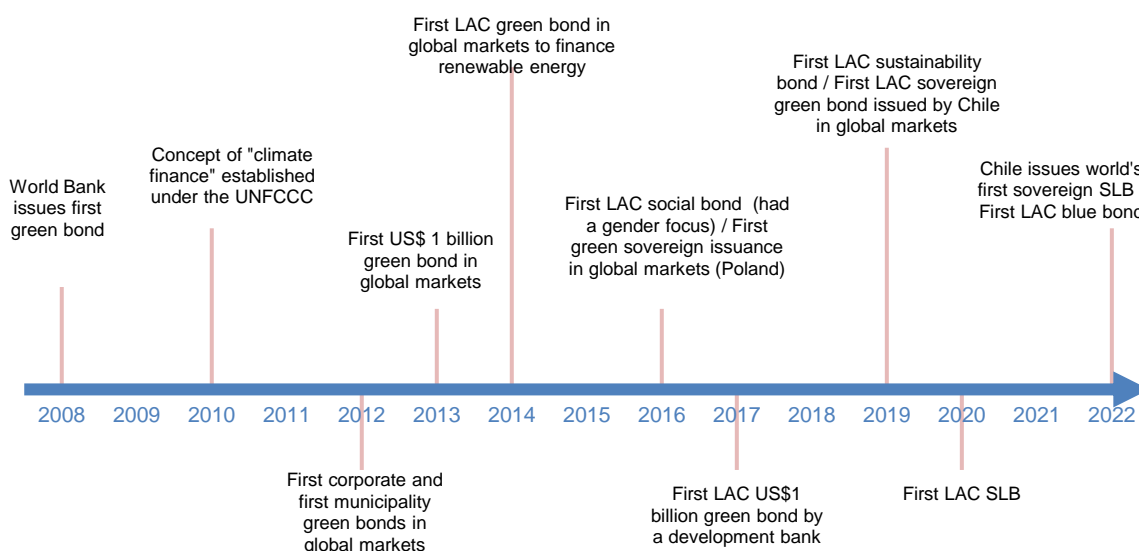 First LAC green bond in
global markets to finance
renewable energy
First LAC sustainability
bond / First LAC sovereign
green bond issued by Chile
in global markets
Concept of "climate
finance" established
under the UNFCCC
World Bank
issues first
green bond
Chile issues world's
first sovereign SLB
First LAC blue bond
First LAC social bond (had
a gender focus) / First
green sovereign issuance
in global markets (Poland)
First US$ 1 billion
green bond in
global markets
2008 2009 2010 2011 2012 2013 2014 2015 2016 2017 2018 2019 2020 2021 2022
First corporate and
first municipality
green bonds in
global markets
First LAC US$1
billion green bond by
a development bank
First LAC SLB